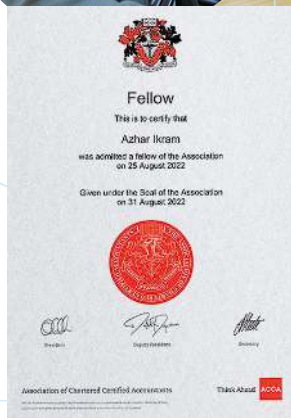 Fellow
This is to certify that
Azhar Ikram
was admitted a fellow of the Association
on 25 August 2022
Given under the Seal of the Association
on 31 August 2022
President
Deputy President
Secretary
Association of Chartered Certified Accountants
Think Ahead ACCA